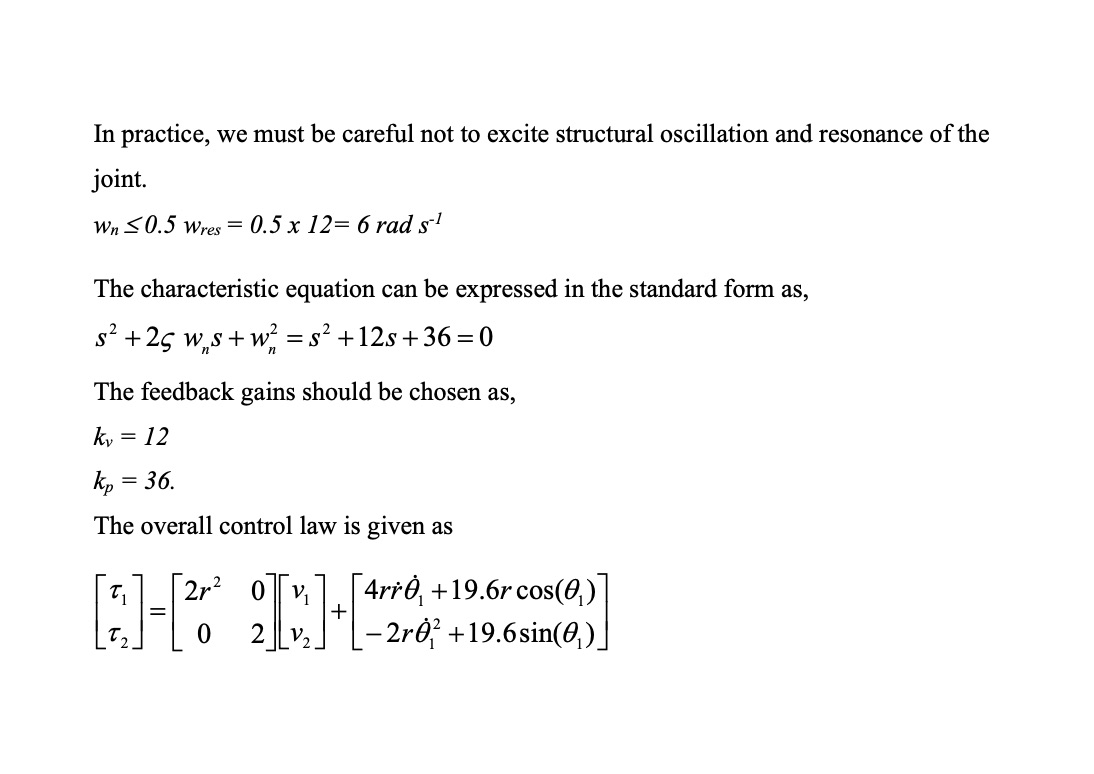 In practice, we must be careful not to excite structural oscillation and resonance of the
joint.
wₙ ≤0.5 w_res = 0.5 x 12= 6 rad s⁻¹
The characteristic equation can be expressed in the standard form as,
s² + 2ς wₙs + wₙ² = s² +12s + 36 = 0
The feedback gains should be chosen as,
kᵥ = 12
kₚ = 36.
The overall control law is given as
[τ₁; τ₂] = [2r² 0; 0 2][v₁; v₂] + [4rṙθ̇₁ +19.6r cos(θ₁); − 2rθ̇₁² +19.6sin(θ₁)]